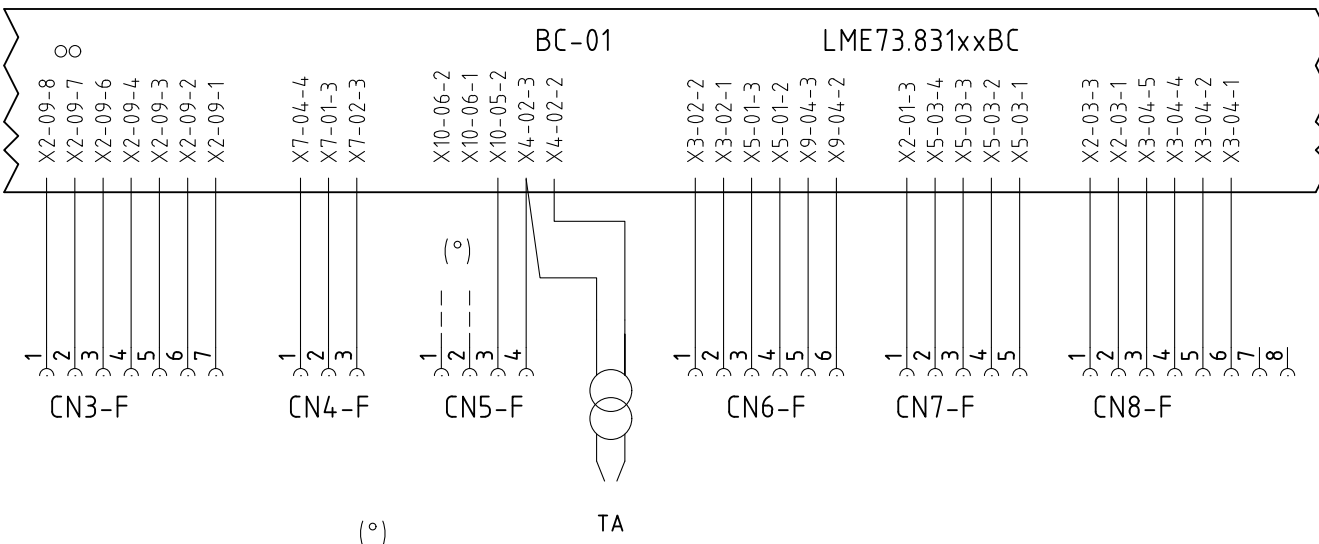 BC-01
LME73.831xxBC
∞
X2-09-8
X2-09-7
X2-09-6
X2-09-4
X2-09-3
X2-09-2
X2-09-1
X7-04-4
X7-01-3
X7-02-3
X10-06-2
X10-06-1
X10-05-2
X4-02-3
X4-02-2
X3-02-2
X3-02-1
X5-01-3
X5-01-2
X9-04-3
X9-04-2
X2-01-3
X5-03-4
X5-03-3
X5-03-2
X5-03-1
X2-03-3
X2-03-1
X3-04-5
X3-04-4
X3-04-2
X3-04-1
(°)
1 2 3 4 5 6 7
1 2 3
1 2 3 4
1 2 3 4 5 6
1 2 3 4 5
1 2 3 4 5 6 7 8
CN3-F
CN4-F
CN5-F
CN6-F
CN7-F
CN8-F
TA
(°)